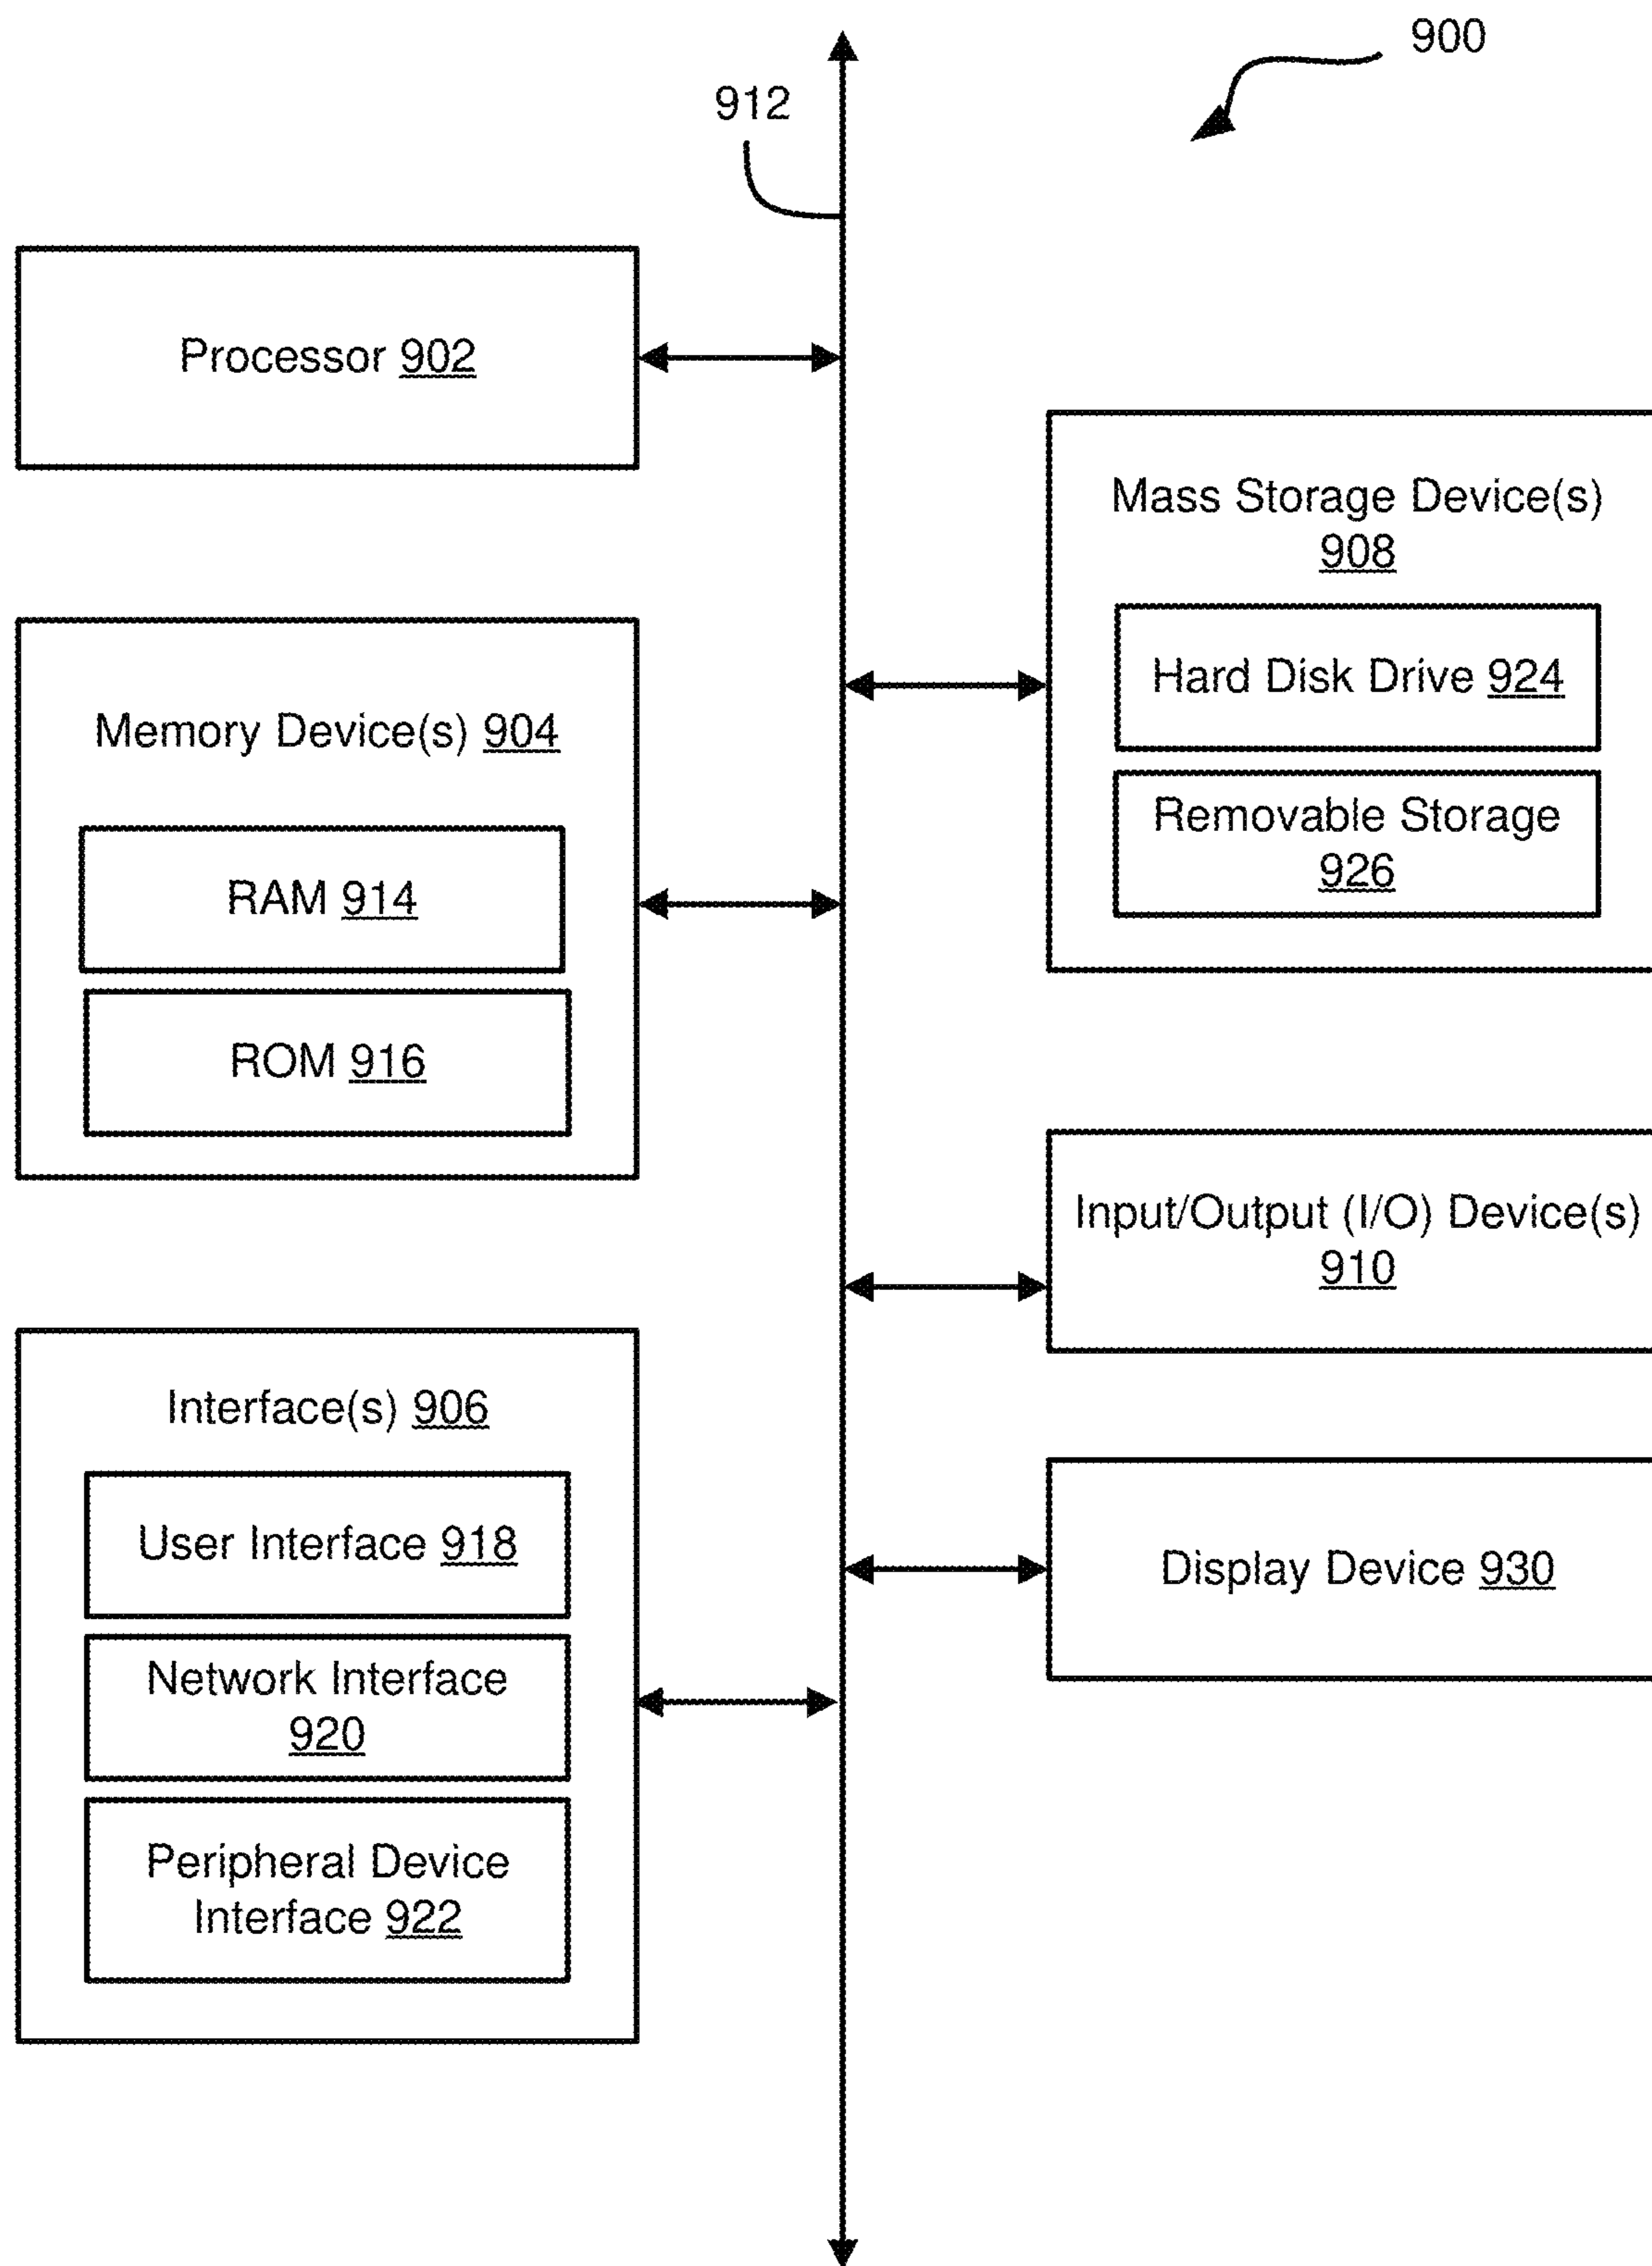 900
912
Processor 902
Mass Storage Device(s)
908
Hard Disk Drive 924
Removable Storage
926
Memory Device(s) 904
RAM 914
ROM 916
Input/Output (I/O) Device(s)
910
Interface(s) 906
User Interface 918
Network Interface
920
Peripheral Device
Interface 922
Display Device 930